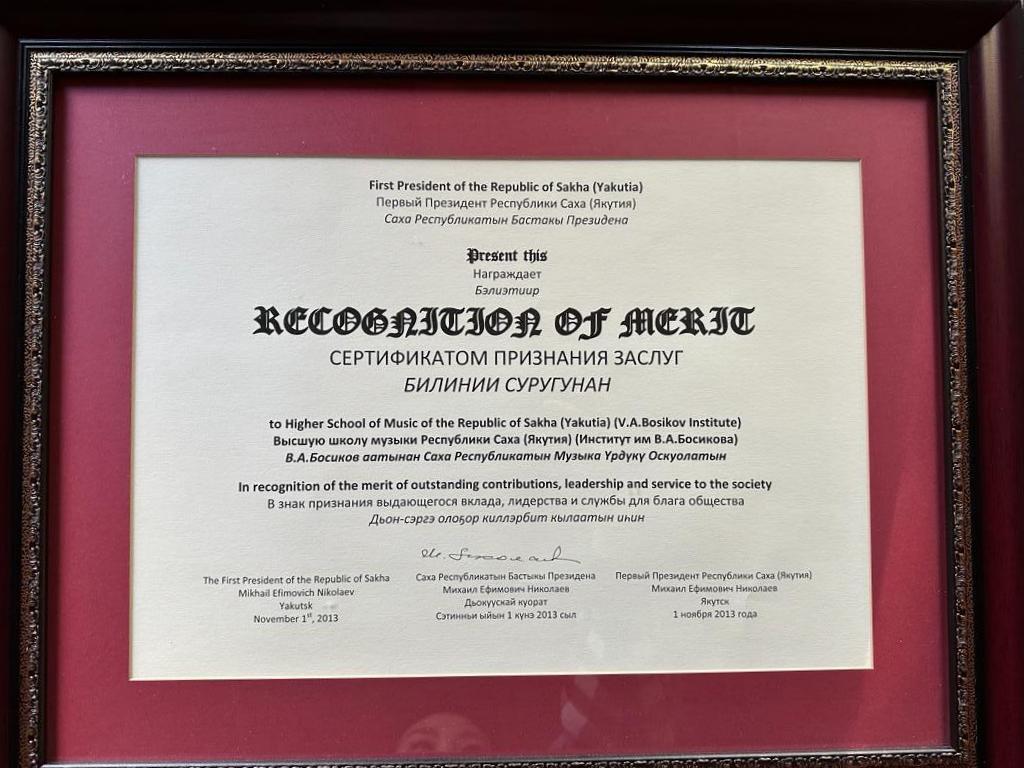 First President of the Republic of Sakha (Yakutia)
Первый Президент Республики Саха (Якутия)
Саха Республикатын Бастакы Президена
Present this
Награждает
Бэлиэтиир
RECOGNITION OF MERIT
СЕРТИФИКАТОМ ПРИЗНАНИЯ ЗАСЛУГ
БИЛИНИИ СУРУГУНАН
to Higher School of Music of the Republic of Sakha (Yakutia) (V.A.Bosikov Institute)
Высшую школу музыки Республики Саха (Якутия) (Институт им В.А.Босикова)
В.А.Босиков аатынан Саха Республикатын Музыка Үрдүкү Оскуолатын
In recognition of the merit of outstanding contributions, leadership and service to the society
В знак признания выдающегося вклада, лидерства и службы для блага общества
Дьон-сэргэ олоҕор киллэрбит кылаатын иһин
The First President of the Republic of Sakha
Mikhail Efimovich Nikolaev
Yakutsk
November 1st, 2013
Саха Республикатын Бастыкы Президена
Михаил Ефимович Николаев
Дьокуускай куорат
Сэтинньи ыйын 1 күнэ 2013 сыл
Первый Президент Республики Саха (Якутия)
Михаил Ефимович Николаев
Якутск
1 ноября 2013 года